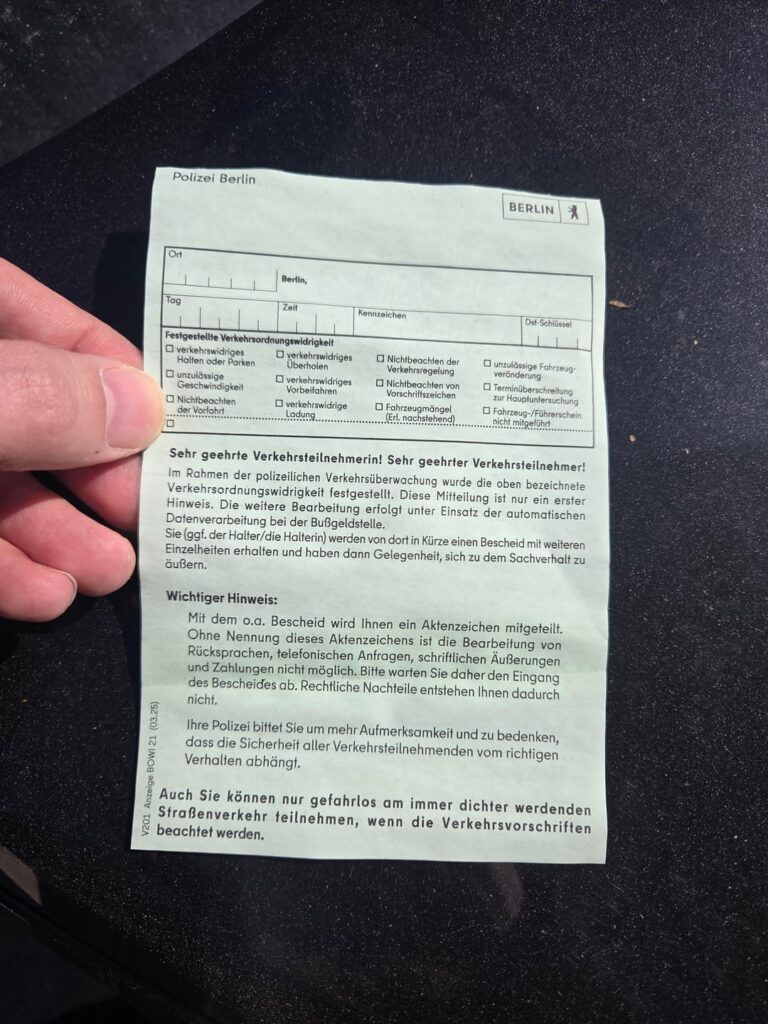 Polizei Berlin
BERLIN
Ort
Berlin,
Tag
Zeit
Kennzeichen
Dst-Schlüssel
Festgestellte Verkehrsordnungswidrigkeit
verkehrswidriges
Halten oder Parken
unzulässige
Geschwindigkeit
Nichtbeachten
der Vorfahrt
verkehrswidriges
Überholen
verkehrswidriges
Vorbeifahren
verkehrswidrige
Ladung
Nichtbeachten der
Verkehrsregelung
Nichtbeachten von
Vorschriftszeichen
Fahrzeugmängel
(Erl. nachstehend)
unzulässige Fahrzeug-
veränderung
Terminüberschreitung
zur Hauptuntersuchung
Fahrzeug-/Führerschein
nicht mitgeführt
Sehr geehrte Verkehrsteilnehmerin! Sehr geehrter Verkehrsteilnehmer!
Im Rahmen der polizeilichen Verkehrsüberwachung wurde die oben bezeichnete
Verkehrsordnungswidrigkeit festgestellt. Diese Mitteilung ist nur ein erster
Hinweis. Die weitere Bearbeitung erfolgt unter Einsatz der automatischen
Datenverarbeitung bei der Bußgeldstelle.
Sie (ggf. der Halter/die Halterin) werden von dort in Kürze einen Bescheid mit weiteren
Einzelheiten erhalten und haben dann Gelegenheit, sich zu dem Sachverhalt zu
äußern.
Wichtiger Hinweis:
Mit dem o.a. Bescheid wird Ihnen ein Aktenzeichen mitgeteilt.
Ohne Nennung dieses Aktenzeichens ist die Bearbeitung von
Rücksprachen, telefonischen Anfragen, schriftlichen Äußerungen
und Zahlungen nicht möglich. Bitte warten Sie daher den Eingang
des Bescheides ab. Rechtliche Nachteile entstehen Ihnen dadurch
nicht.
Ihre Polizei bittet Sie um mehr Aufmerksamkeit und zu bedenken,
dass die Sicherheit aller Verkehrsteilnehmenden vom richtigen
Verhalten abhängt.
Auch Sie können nur gefahrlos am immer dichter werdenden
Straßenverkehr teilnehmen, wenn die Verkehrsvorschriften
beachtet werden.
V201 Anzeige BOWI 21 (03.25)